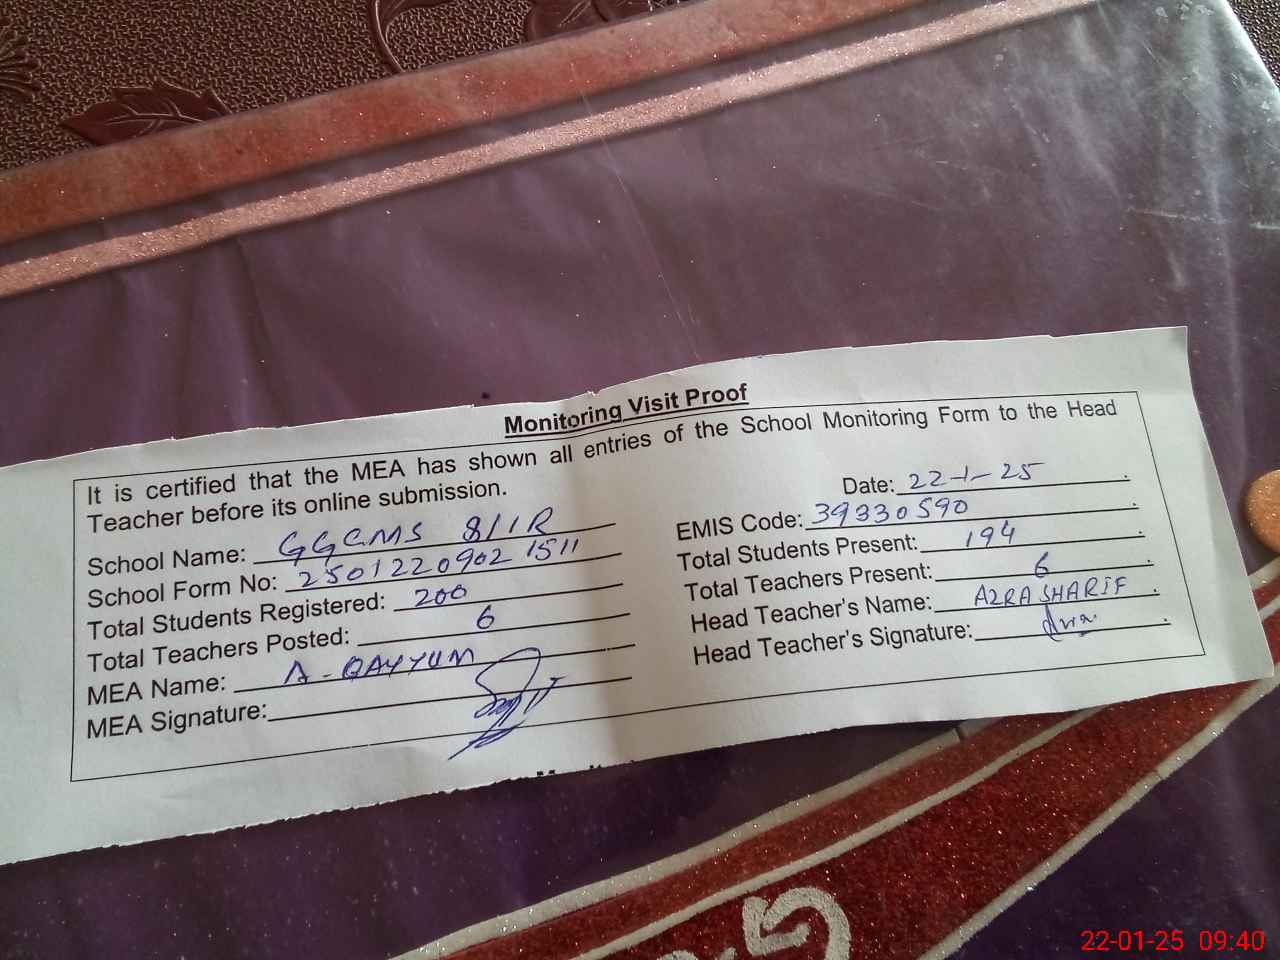 Monitoring Visit Proof
It is certified that the MEA has shown all entries of the School Monitoring Form to the Head
Teacher before its online submission.
Date: 22-1-25
School Name: GGCMS 8/11R
EMIS Code: 39330590
School Form No: 2501220902 1511
Total Students Present: 194
Total Students Registered: 200
Total Teachers Present: 6
Total Teachers Posted: 6
Head Teacher's Name: AZRA SHARIF
MEA Name: A-QAYYUM
Head Teacher's Signature:
MEA Signature:
22-01-25 09:40